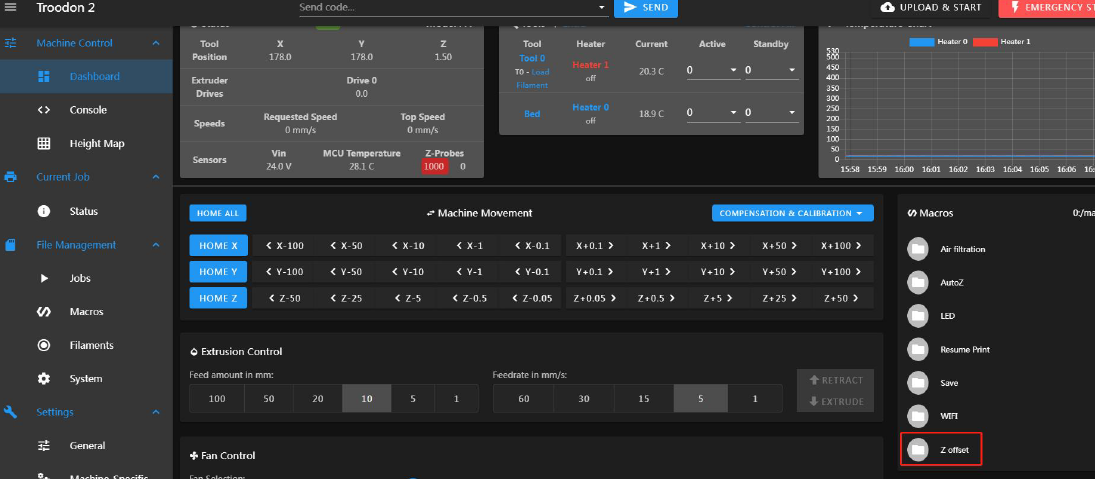 Troodon 2
Send code...
SEND
UPLOAD & START
EMERGENCY ST
Machine Control
Dashboard
Console
Height Map
Current Job
Status
File Management
Jobs
Macros
Filaments
System
Settings
General
Machine-Specific
Tool Position X Y Z
178.0 178.0 1.50
Extruder Drives Drive 0
0.0
Speeds Requested Speed Top Speed
0 mm/s 0 mm/s
Sensors Vin MCU Temperature Z-Probes
24.0 V 28.1 C 1000 0
Tool Heater Current Active Standby
Tool 0
T0 - Load Filament
Heater 1
off
20.3 C 0 0
Bed
Heater 0
off
18.9 C 0 0
Temperature Chart
Heater 0 Heater 1
530
500
450
400
350
300
250
200
150
100
50
0
15:58 15:59 16:00 16:01 16:02 16:03 16:04 16:05 16:06
HOME ALL
Machine Movement
COMPENSATION & CALIBRATION
HOME X X-100 X-50 X-10 X-1 X-0.1 X+0.1 X+1 X+10 X+50 X+100
HOME Y Y-100 Y-50 Y-10 Y-1 Y-0.1 Y+0.1 Y+1 Y+10 Y+50 Y+100
HOME Z Z-50 Z-25 Z-5 Z-0.5 Z-0.05 Z+0.05 Z+0.5 Z+5 Z+25 Z+50
Extrusion Control
Feed amount in mm:
100 50 20 10 5 1
Feedrate in mm/s:
60 30 15 5 1
RETRACT
EXTRUDE
Fan Control
Macros 0:/ma
Air filtration
AutoZ
LED
Resume Print
Save
WIFI
Z offset